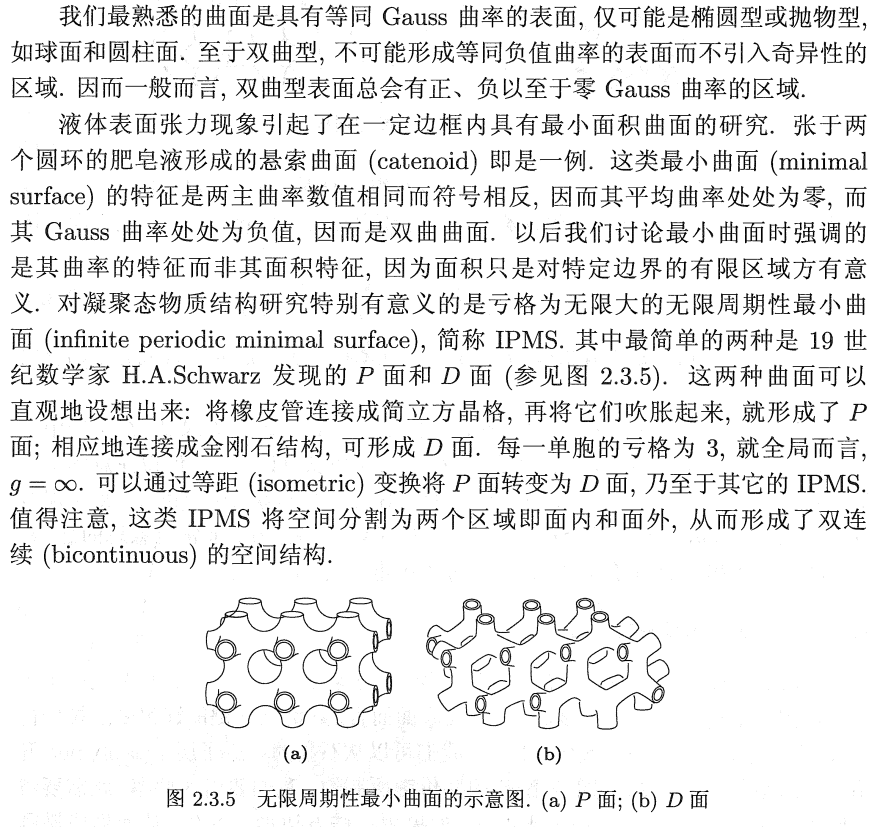 我们最熟悉的曲面是具有等同 Gauss 曲率的表面, 仅可能是椭圆型或抛物型,
如球面和圆柱面. 至于双曲型, 不可能形成等同负值曲率的表面而不引入奇异性的
区域. 因而一般而言, 双曲型表面总会有正、负以至于零 Gauss 曲率的区域.
液体表面张力现象引起了在一定边框内具有最小面积曲面的研究. 张于两
个圆环的肥皂液形成的悬索曲面 (catenoid) 即是一例. 这类最小曲面 (minimal
surface) 的特征是两主曲率数值相同而符号相反, 因而其平均曲率处处为零, 而
其 Gauss 曲率处处为负值, 因而是双曲曲面. 以后我们讨论最小曲面时强调的
是其曲率的特征而非其面积特征, 因为面积只是对特定边界的有限区域方有意
义. 对凝聚态物质结构研究特别有意义的是亏格为无限大的无限周期性最小曲
面 (infinite periodic minimal surface), 简称 IPMS. 其中最简单的两种是 19 世
纪数学家 H.A.Schwarz 发现的 P 面和 D 面 (参见图 2.3.5). 这两种曲面可以
直观地设想出来: 将橡皮管连接成简立方晶格, 再将它们吹胀起来, 就形成了 P
面; 相应地连接成金刚石结构, 可形成 D 面. 每一单胞的亏格为 3, 就全局而言,
g = ∞. 可以通过等距 (isometric) 变换将 P 面转变为 D 面, 乃至于其它的 IPMS.
值得注意, 这类 IPMS 将空间分割为两个区域即面内和面外, 从而形成了双连
续 (bicontinuous) 的空间结构.
(a)
(b)
图 2.3.5 无限周期性最小曲面的示意图. (a) P 面; (b) D 面